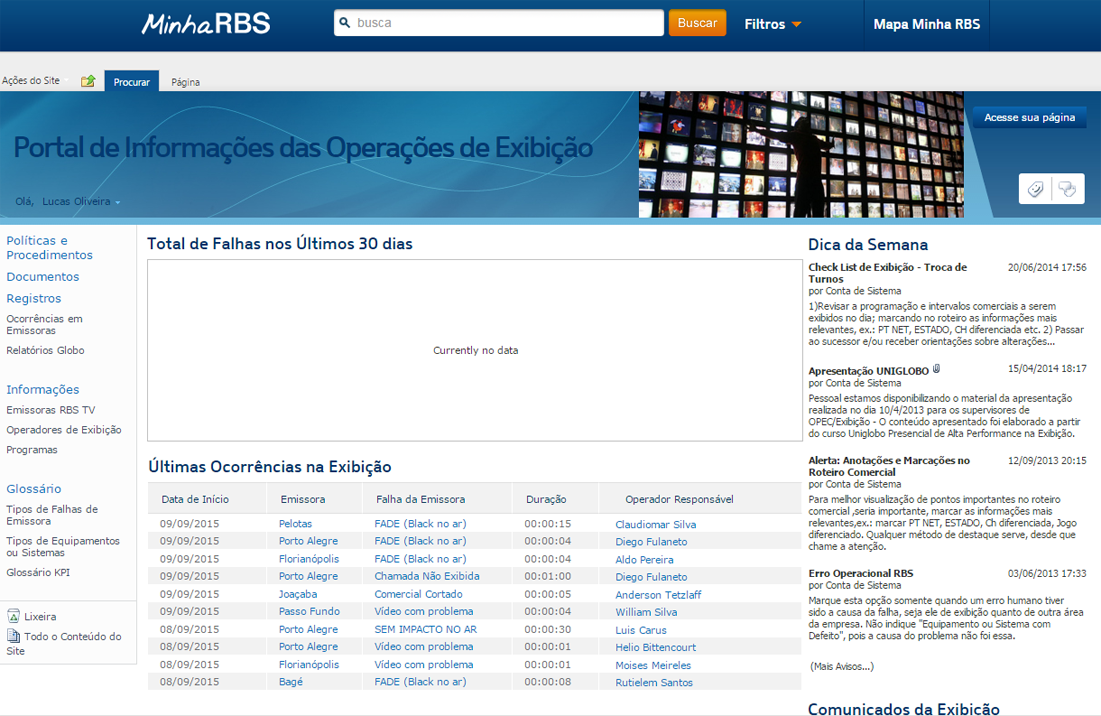 MinhaRBS
busca
Buscar
Filtros
Mapa Minha RBS
Ações do Site
Procurar
Página
Portal de Informações das Operações de Exibição
Acesse sua página
Olá, Lucas Oliveira
Políticas e
Procedimentos
Documentos
Registros
Ocorrências em
Emissoras
Relatórios Globo
Informações
Emissoras RBS TV
Operadores de Exibição
Programas
Glossário
Tipos de Falhas de
Emissora
Tipos de Equipamentos
ou Sistemas
Glossário KPI
Lixeira
Todo o Conteúdo do
Site
Total de Falhas nos Últimos 30 dias
Currently no data
Últimas Ocorrências na Exibição
Data de Início Emissora Falha da Emissora Duração Operador Responsável
09/09/2015 Pelotas FADE (Black no ar) 00:00:15 Claudiomar Silva
09/09/2015 Porto Alegre FADE (Black no ar) 00:00:04 Diego Fulaneto
09/09/2015 Florianópolis FADE (Black no ar) 00:00:04 Aldo Pereira
09/09/2015 Porto Alegre Chamada Não Exibida 00:01:00 Diego Fulaneto
09/09/2015 Joaçaba Comercial Cortado 00:00:05 Anderson Tetzlaff
09/09/2015 Passo Fundo Vídeo com problema 00:00:04 William Silva
08/09/2015 Porto Alegre SEM IMPACTO NO AR 00:00:30 Luis Carus
08/09/2015 Porto Alegre Vídeo com problema 00:00:01 Helio Bittencourt
08/09/2015 Florianópolis Vídeo com problema 00:00:01 Moises Meireles
08/09/2015 Bagé FADE (Black no ar) 00:00:08 Rutielem Santos
Dica da Semana
Check List de Exibição - Troca de 20/06/2014 17:56
Turnos
por Conta de Sistema
1)Revisar a programação e intervalos comerciais a serem
exibidos no dia; marcando no roteiro as informações mais
relevantes, ex.: PT NET, ESTADO, CH diferenciada etc. 2) Passar
ao sucessor e/ou receber orientações sobre alterações...
Apresentação UNIGLOBO 15/04/2014 18:17
por Conta de Sistema
Pessoal estamos disponibilizando o material da apresentação
realizada no dia 10/4/2013 para os supervisores de
OPEC/Exibição - O conteúdo apresentado foi elaborado a partir
do curso Uniglobo Presencial de Alta Performance na Exibição.
Alerta: Anotações e Marcações no 12/09/2013 20:15
Roteiro Comercial
por Conta de Sistema
Para melhor visualização de pontos importantes no roteiro
comercial ,seria importante, marcar as informações mais
relevantes,ex.: marcar PT NET, ESTADO, Ch diferenciada, Jogo
diferenciado. Qualquer método de destaque serve, desde que
chame a atenção.
Erro Operacional RBS 03/06/2013 17:33
por Conta de Sistema
Marque esta opção somente quando um erro humano tiver
sido a causa da falha, seja ele de exibição quanto de outra área
da empresa. Não indique "Equipamento ou Sistema com
Defeito", pois a causa do problema não foi essa.
(Mais Avisos...)
Comunicados da Exibição